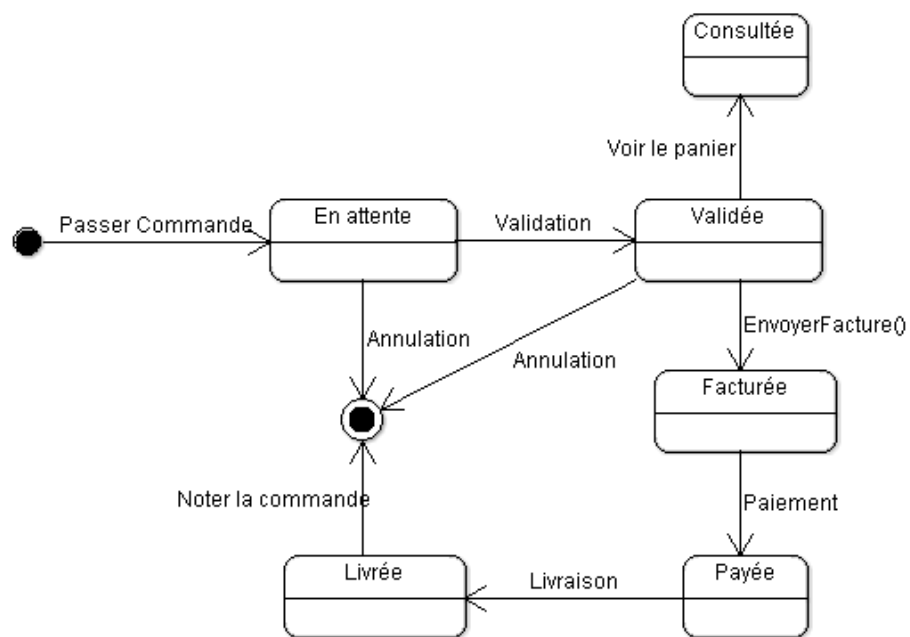 Consultée
Voir le panier
Passer Commande
En attente
Validation
Validée
Annulation
Annulation
EnvoyerFacture()
Facturée
Noter la commande
Paiement
Livrée
Livraison
Payée